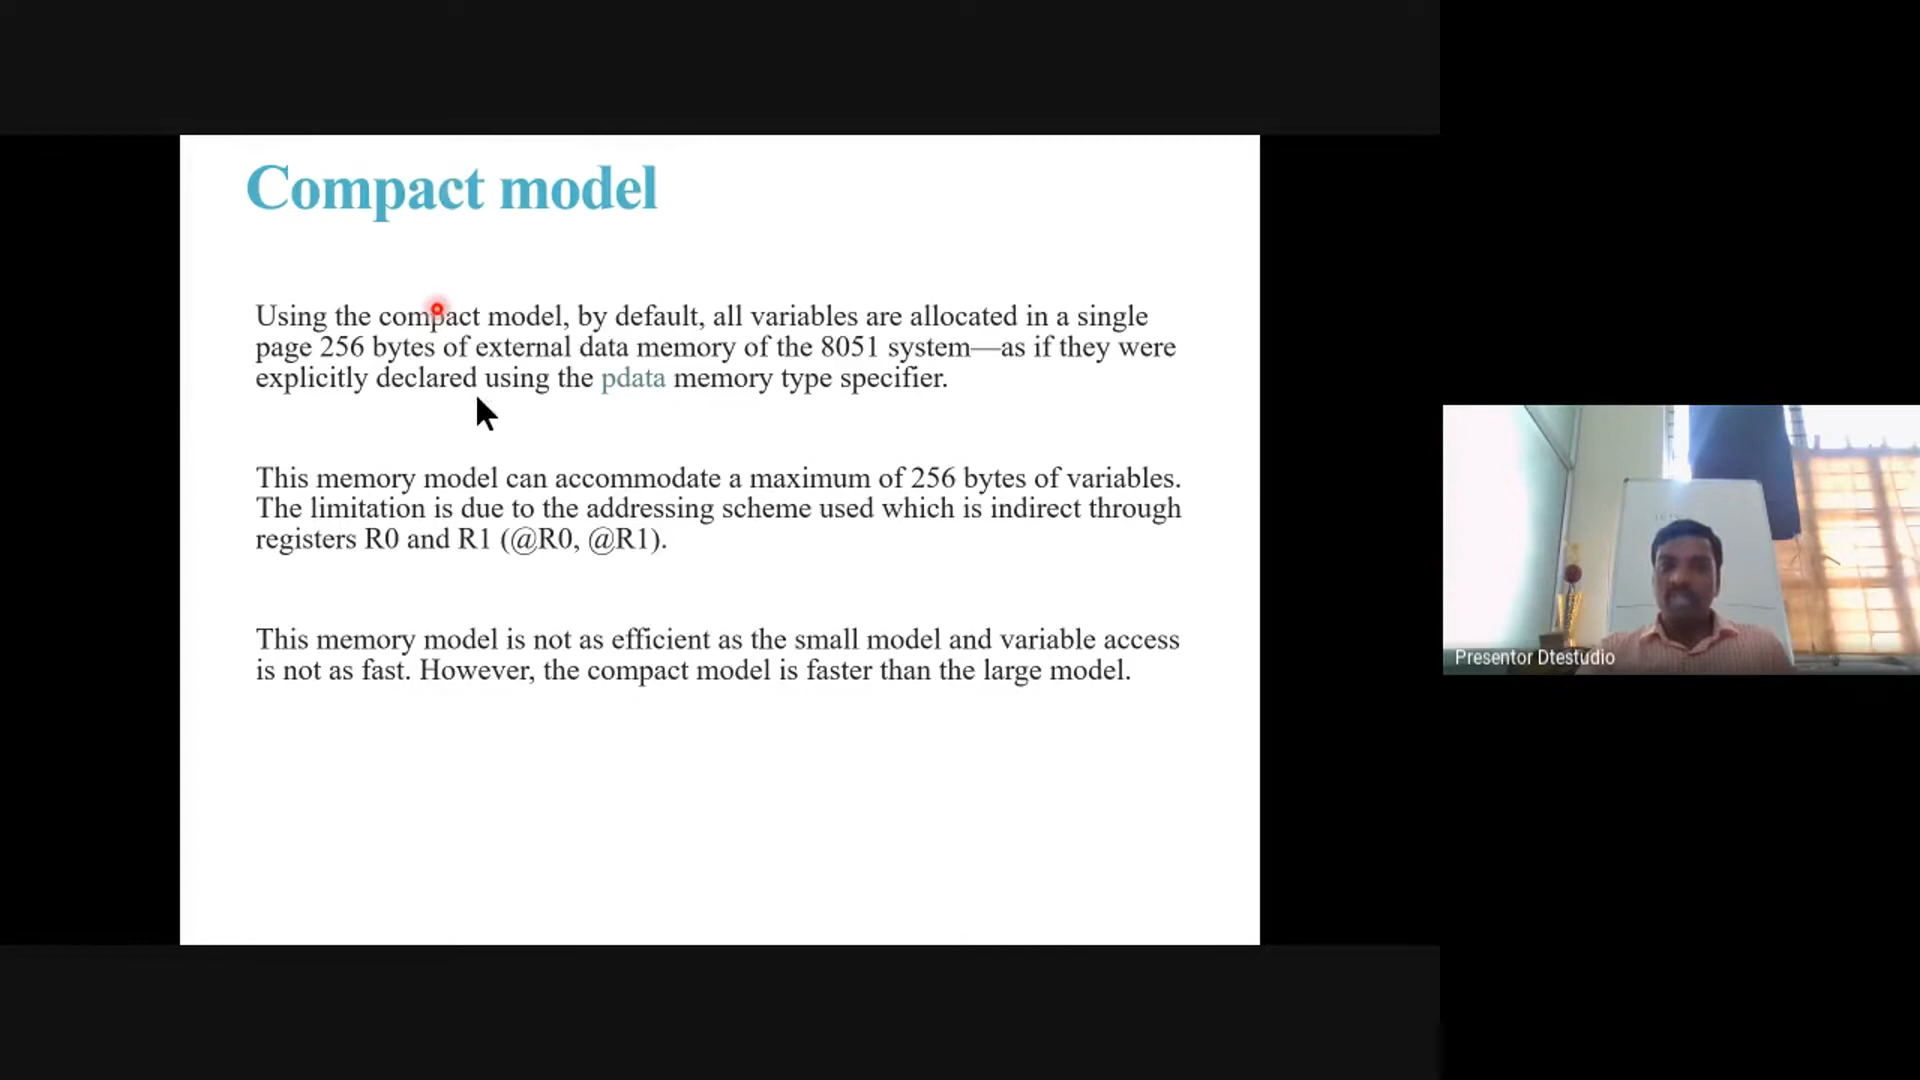 Compact model
Using the compact model, by default, all variables are allocated in a single
page 256 bytes of external data memory of the 8051 system—as if they were
explicitly declared using the pdata memory type specifier.
This memory model can accommodate a maximum of 256 bytes of variables.
The limitation is due to the addressing scheme used which is indirect through
registers R0 and R1 (@R0, @R1).
This memory model is not as efficient as the small model and variable access
is not as fast. However, the compact model is faster than the large model.
Presentor Dtestudio